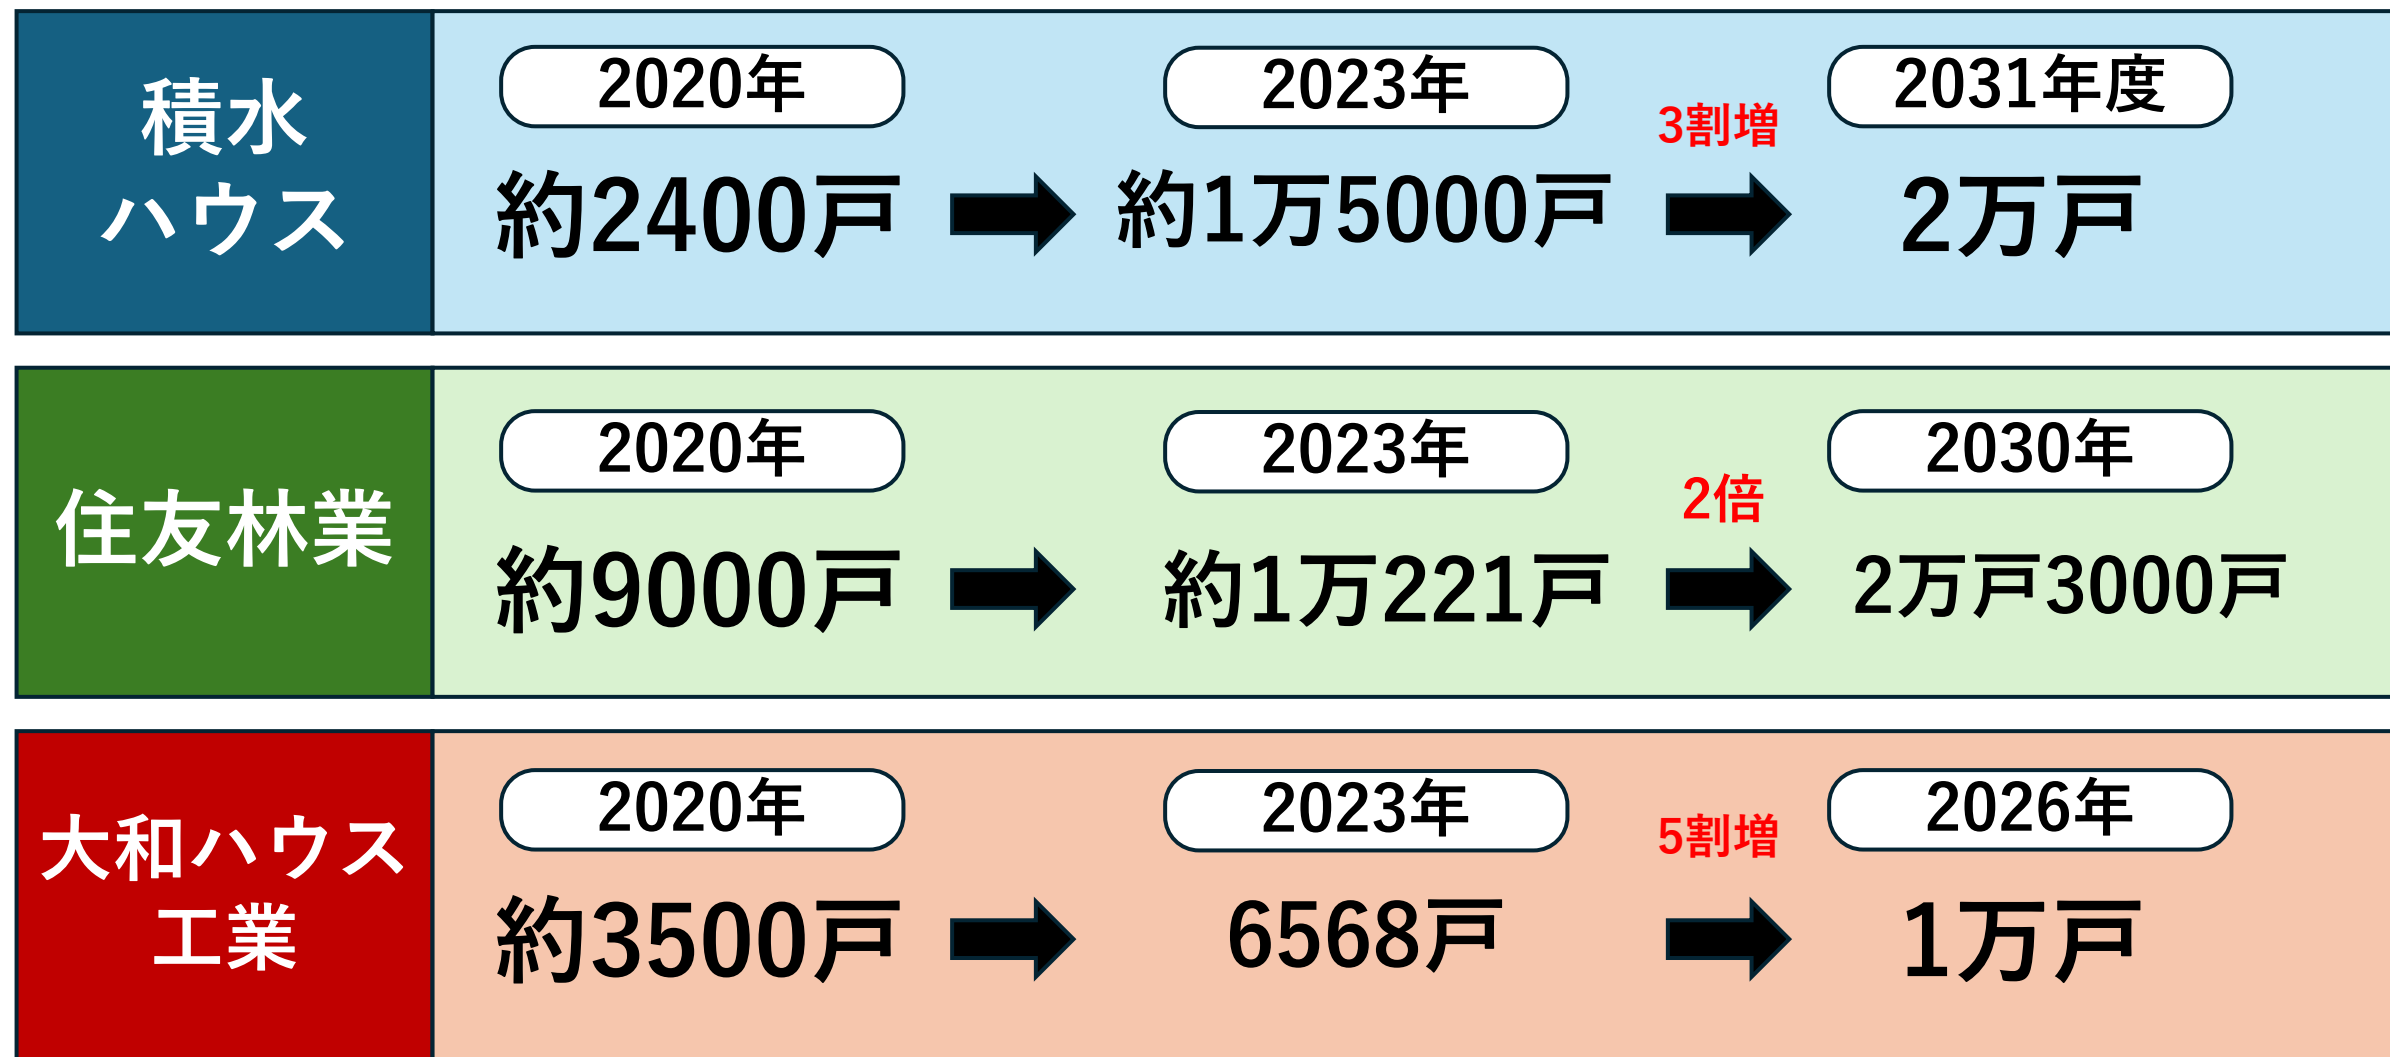 積水
ハウス
2020年
約2400戸
2023年
約1万5000戸
3割増
2031年度
2万戸
住友林業
2020年
約9000戸
2023年
約1万221戸
2倍
2030年
2万戸3000戸
大和ハウス
工業
2020年
約3500戸
2023年
6568戸
5割増
2026年
1万戸